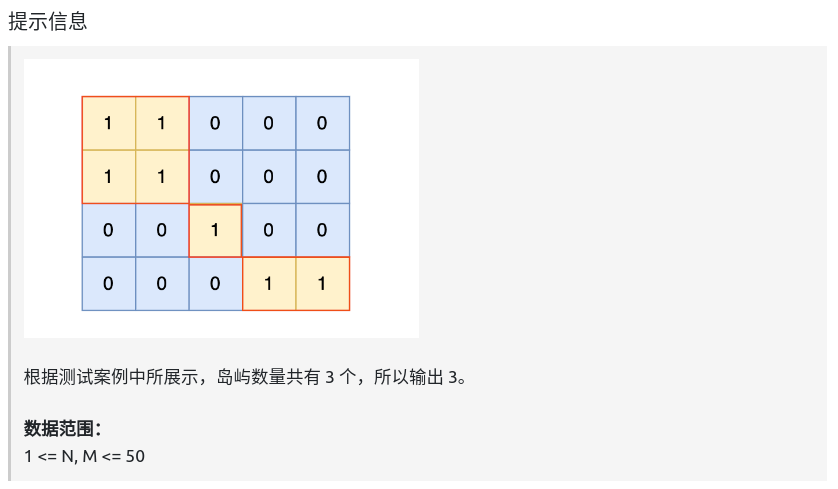 提示信息
1 1 0 0 0
1 1 0 0 0
0 0 1 0 0
0 0 0 1 1
根据测试案例中所展示，岛屿数量共有 3 个，所以输出 3。
数据范围：
1 <= N, M <= 50